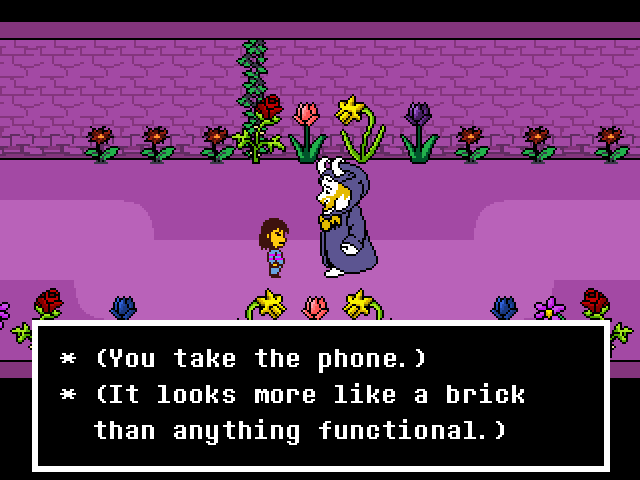 * (You take the phone.)
* (It looks more like a brick
than anything functional.)